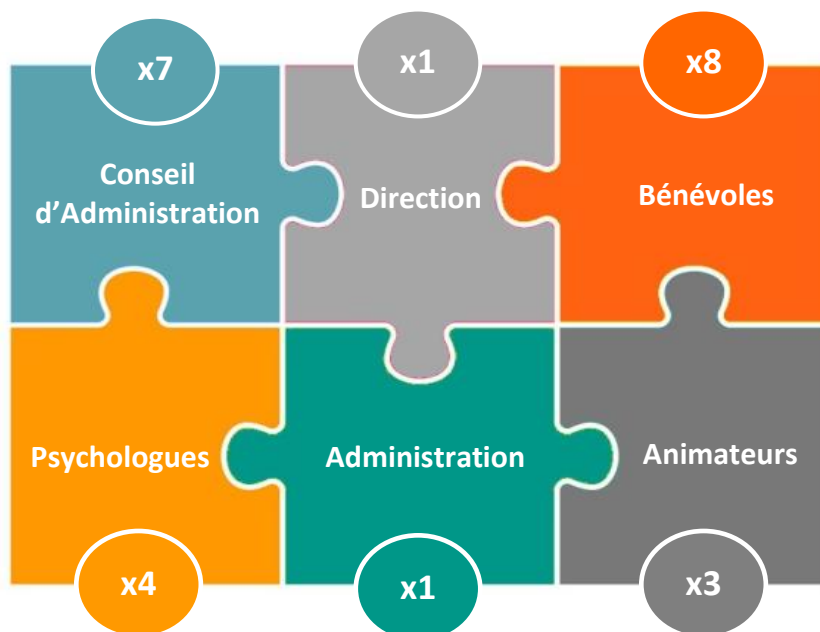 x7
x1
x8
Conseil
d'Administration
Direction
Bénévoles
Psychologues
Administration
Animateurs
x4
x1
x3